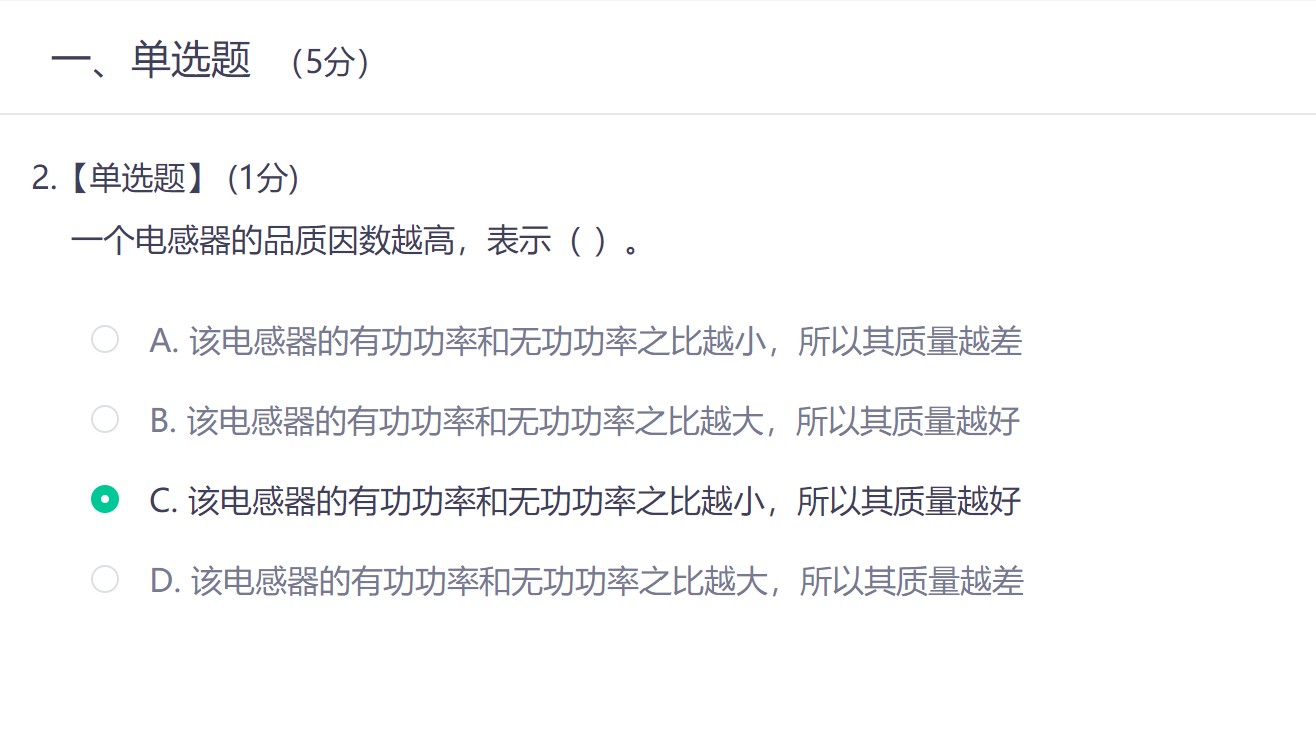 一、单选题 （5分）
2.【单选题】 (1分)
一个电感器的品质因数越高，表示（ ）。
A. 该电感器的有功功率和无功功率之比越小，所以其质量越差
B. 该电感器的有功功率和无功功率之比越大，所以其质量越好
C. 该电感器的有功功率和无功功率之比越小，所以其质量越好
D. 该电感器的有功功率和无功功率之比越大，所以其质量越差